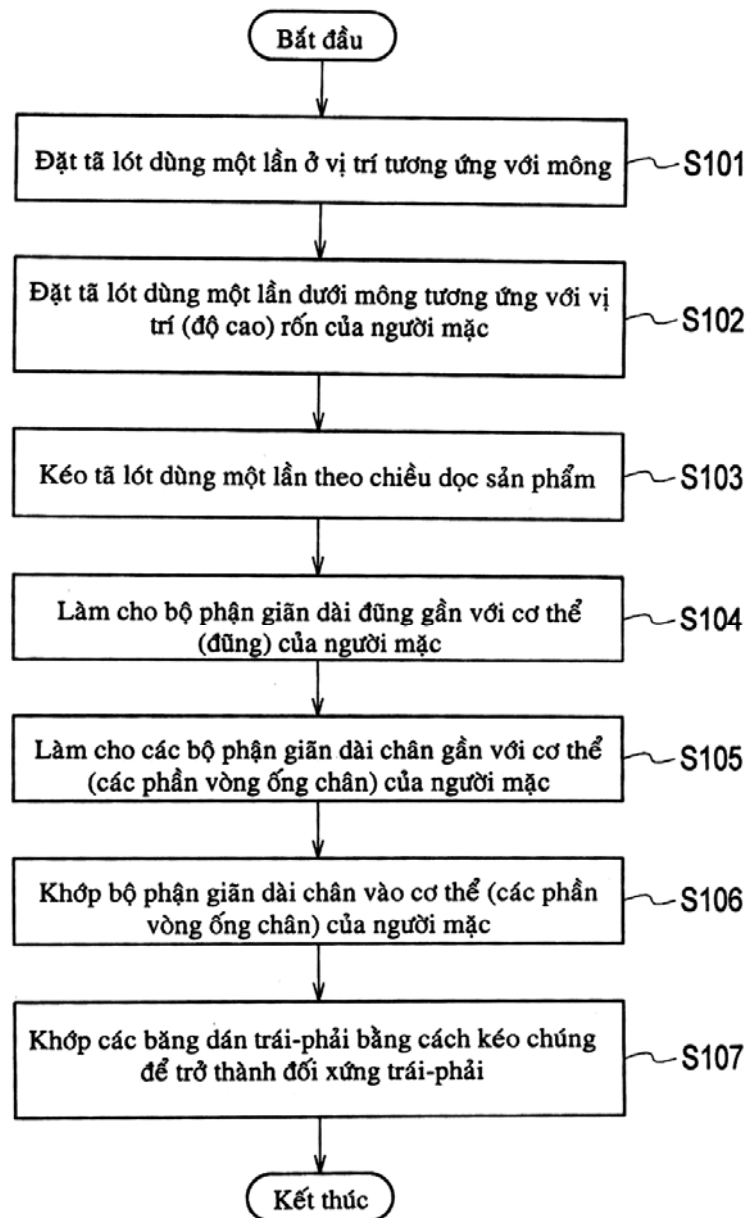 Bắt đầu
Đặt tã lót dùng một lần ở vị trí tương ứng với mông
S101
Đặt tã lót dùng một lần dưới mông tương ứng với vị
trí (độ cao) rốn của người mặc
S102
Kéo tã lót dùng một lần theo chiều dọc sản phẩm
S103
Làm cho bộ phận giãn dài đũng gần với cơ thể
(đũng) của người mặc
S104
Làm cho các bộ phận giãn dài chân gần với cơ thể
(các phần vòng ống chân) của người mặc
S105
Khớp bộ phận giãn dài chân vào cơ thể (các phần
vòng ống chân) của người mặc
S106
Khớp các băng dán trái-phải bằng cách kéo chúng
để trở thành đối xứng trái-phải
S107
Kết thúc